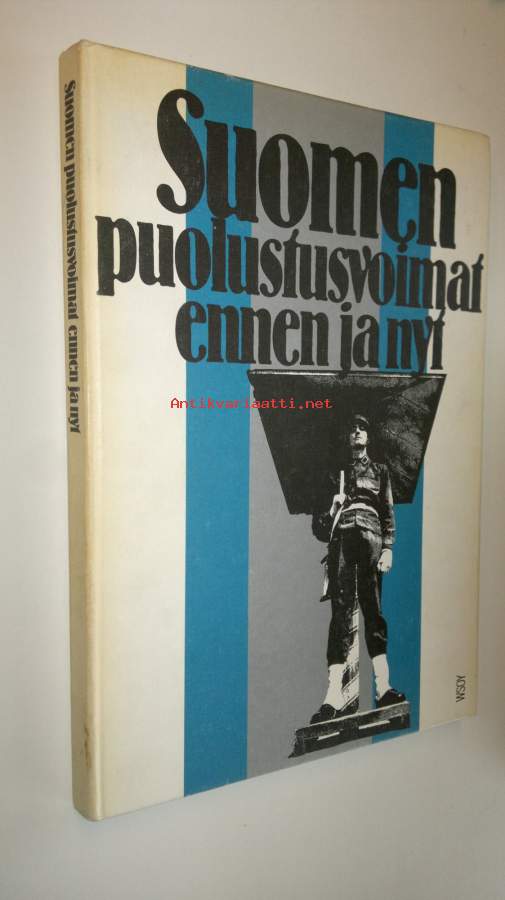 Suomen puolustusvoimat ennen ja nyt
Suomen
puolustusvoimat
ennen ja nyt
Antikvariaatti.net
WSOY